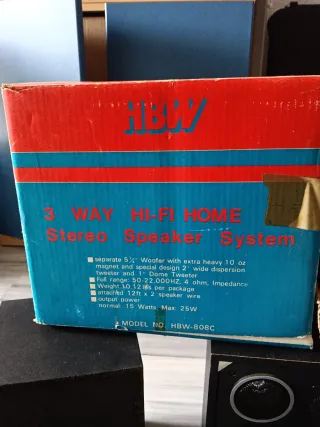 HBW
3 WAY HI-FI HOME
Stereo Speaker System
separate 5¼" Woofer with extra heavy 10 oz
magnet and special design 2" wide dispersion
tweeter and 1" Dome Tweeter
Full range: 50-22,000HZ, 4 ohm. Impedance
Weight: 10.12 lbs per package
attached 12ft x 2 speaker wire
output power
normal: 15 Watts, Max: 25W
MODEL NO. HBW-808C